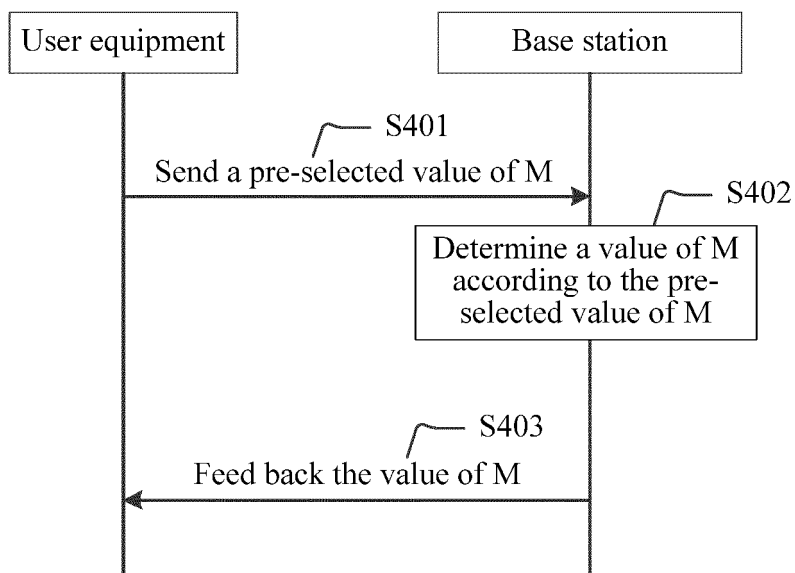 User equipment
Base station
S401
Send a pre-selected value of M
S402
Determine a value of M
according to the pre-
selected value of M
S403
Feed back the value of M